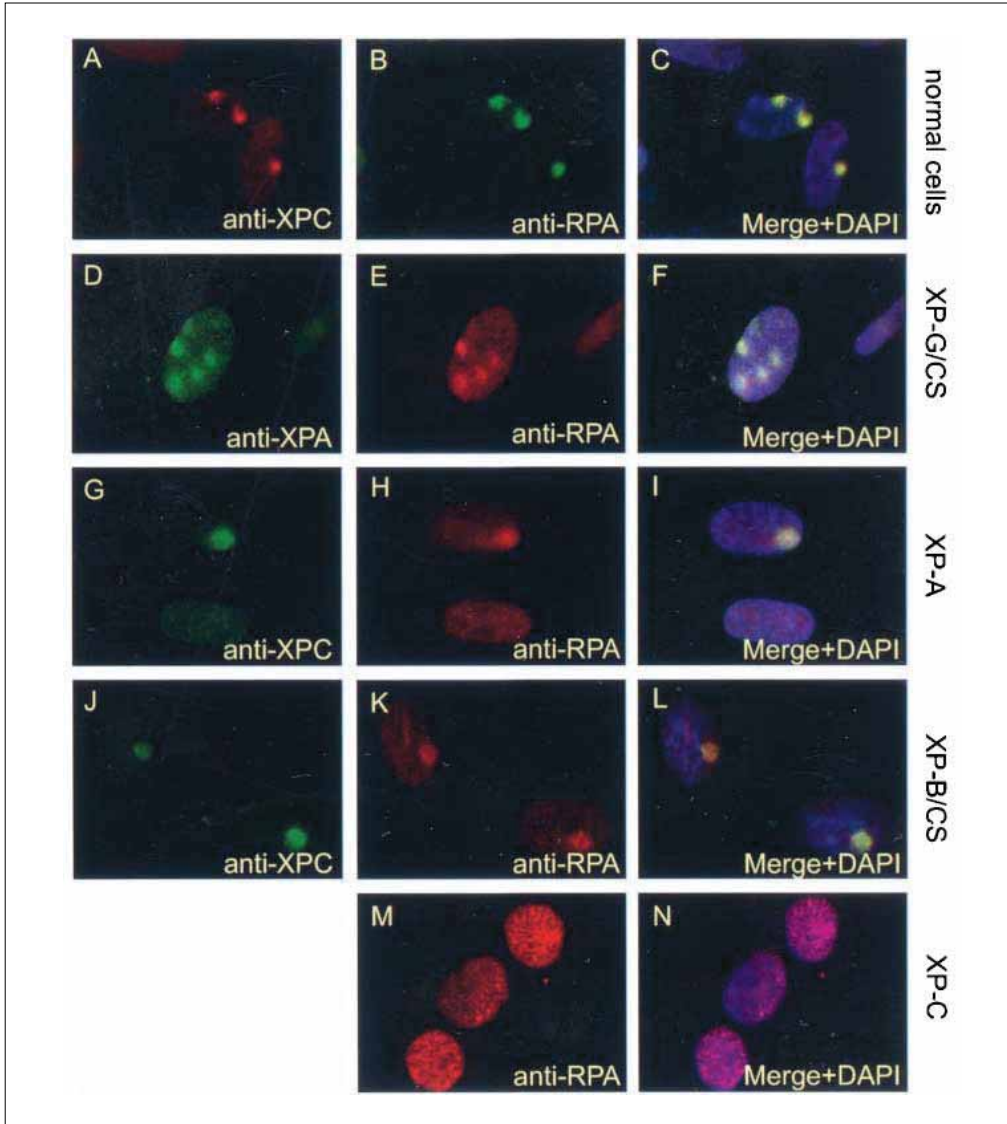 A
anti-XPC
B
anti-RPA
C
Merge+DAPI
normal cells
D
anti-XPA
E
anti-RPA
F
Merge+DAPI
XP-G/CS
G
anti-XPC
H
anti-RPA
I
Merge+DAPI
XP-A
J
anti-XPC
K
anti-RPA
L
Merge+DAPI
XP-B/CS
M
anti-RPA
N
Merge+DAPI
XP-C